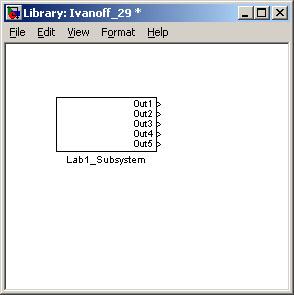 Library: Ivanoff_29 *
File Edit View Format Help
Out1
Out2
Out3
Out4
Out5
Lab1_Subsystem